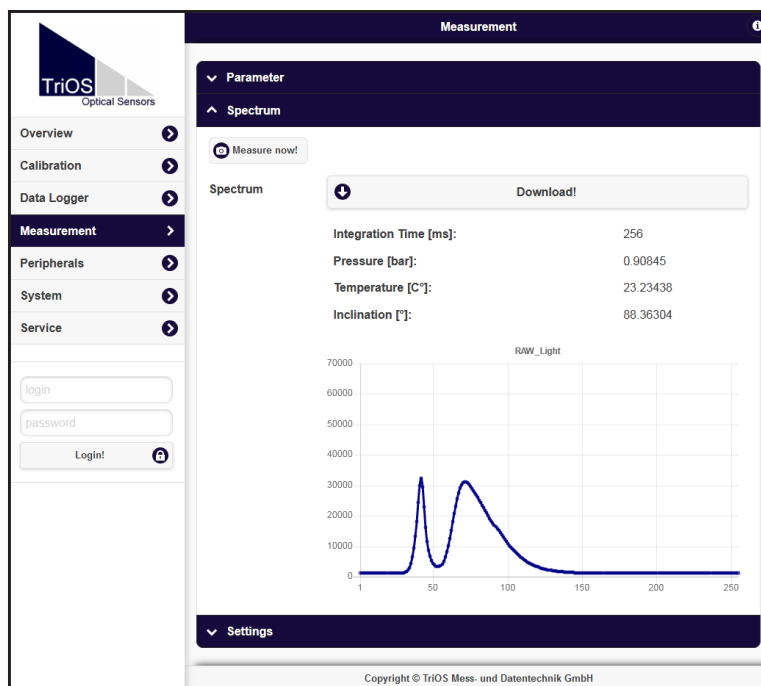 TriOS
Optical Sensors
Overview
Calibration
Data Logger
Measurement
Peripherals
System
Service
login
password
Login!
Measurement
Parameter
Spectrum
Measure now!
Spectrum
Download!
Integration Time [ms]: 256
Pressure [bar]: 0.90845
Temperature [C°]: 23.23438
Inclination [°]: 88.36304
RAW_Light
70000
60000
50000
40000
30000
20000
10000
0
1 50 100 150 200 250
Settings
Copyright © TriOS Mess- und Datentechnik GmbH